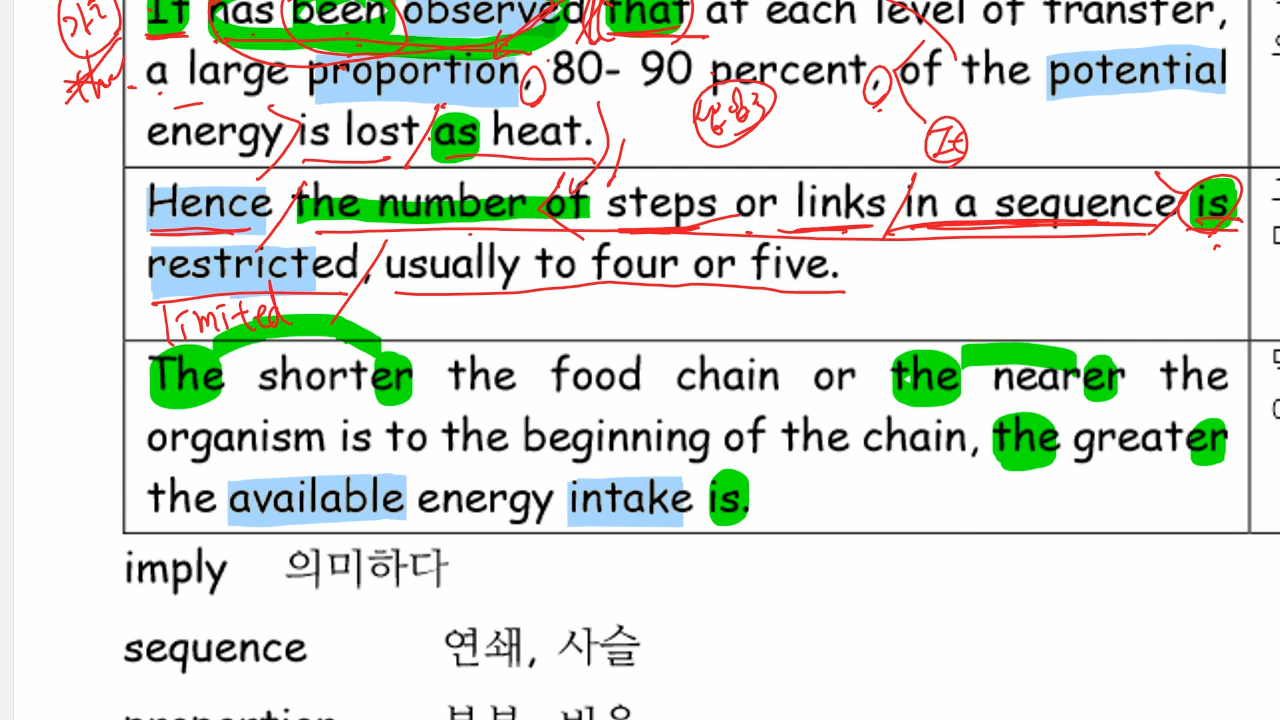 It has been observed that at each level of transfer,
a large proportion, 80- 90 percent, of the potential
energy is lost as heat.
Hence the number of steps or links in a sequence is
restricted, usually to four or five.
limited
The shorter the food chain or the nearer the
organism is to the beginning of the chain, the greater
the available energy intake is.
imply 의미하다
sequence 연쇄, 사슬